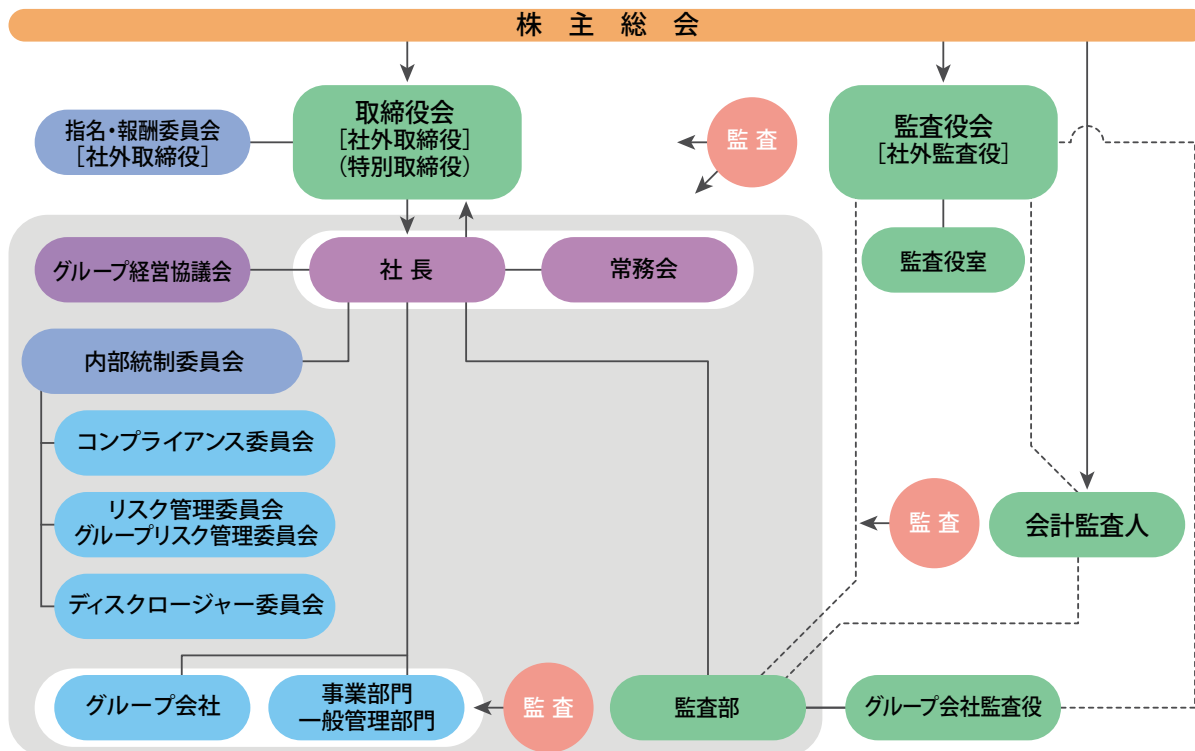 株 主 総 会
取締役会
［社外取締役］
（特別取締役）
指名・報酬委員会
［社外取締役］
監 査
監査役会
［社外監査役］
監査役室
グループ経営協議会
社 長
常務会
内部統制委員会
コンプライアンス委員会
リスク管理委員会
グループリスク管理委員会
ディスクロージャー委員会
監 査
会計監査人
グループ会社
事業部門
一般管理部門
監 査
監査部
グループ会社監査役